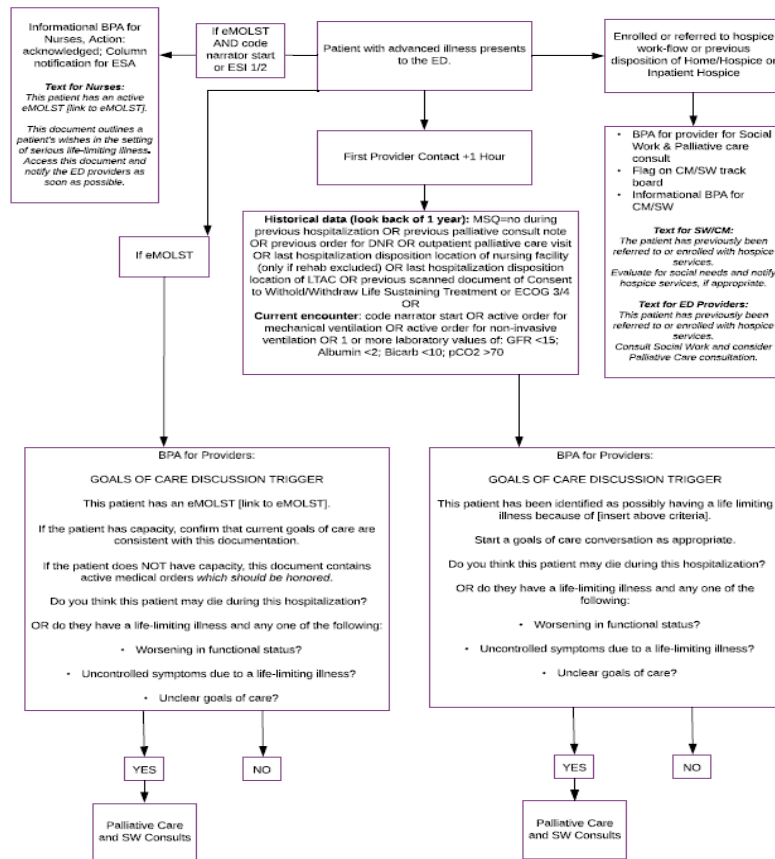 Informational BPA for
Nurses, Action:
acknowledged; Column
notification for ESA
Text for Nurses:
This patient has an active
eMOLST [link to eMOLST].
This document outlines a
patient's wishes in the setting
of serious life-limiting illness.
Access this document and
notify the ED providers as
soon as possible.
If eMOLST
AND code
narrator start
or ESI 1/2
Patient with advanced illness presents
to the ED.
Enrolled or referred to hospice
work-flow or previous
disposition of Home/Hospice or
Inpatient Hospice
First Provider Contact +1 Hour
• BPA for provider for Social
Work & Palliative care
consult
• Flag on CM/SW track
board
• Informational BPA for
CM/SW
Text for SW/CM:
The patient has previously been
referred to or enrolled with hospice
services.
Evaluate for social needs and notify
hospice services, if appropriate.
Text for ED Providers:
This patient has previously been
referred to or enrolled with hospice
services.
Consult Social Work and consider
Palliative Care consultation.
If eMOLST
Historical data (look back of 1 year): MSQ=no during
previous hospitalization OR previous palliative consult note
OR previous order for DNR OR outpatient palliative care visit
OR last hospitalization disposition location of nursing facility
(only if rehab excluded) OR last hospitalization disposition
location of LTAC OR previous scanned document of Consent
to Withold/Withdraw Life Sustaining Treatment or ECOG 3/4
OR
Current encounter: code narrator start OR active order for
mechanical ventilation OR active order for non-invasive
ventilation OR 1 or more laboratory values of: GFR <15;
Albumin <2; Bicarb <10; pCO2 >70
BPA for Providers:
GOALS OF CARE DISCUSSION TRIGGER
This patient has an eMOLST [link to eMOLST].
If the patient has capacity, confirm that current goals of care are
consistent with this documentation.
If the patient does NOT have capacity, this document contains
active medical orders which should be honored.
Do you think this patient may die during this hospitalization?
OR do they have a life-limiting illness and any one of the following:
• Worsening in functional status?
• Uncontrolled symptoms due to a life-limiting illness?
• Unclear goals of care?
YES
NO
Palliative Care
and SW Consults
BPA for Providers:
GOALS OF CARE DISCUSSION TRIGGER
This patient has been identified as possibly having a life limiting
illness because of [insert above criteria].
Start a goals of care conversation as appropriate.
Do you think this patient may die during this hospitalization?
OR do they have a life-limiting illness and any one of the
following:
• Worsening in functional status?
• Uncontrolled symptoms due to a life-limiting illness?
• Unclear goals of care?
YES
NO
Palliative Care
and SW Consults